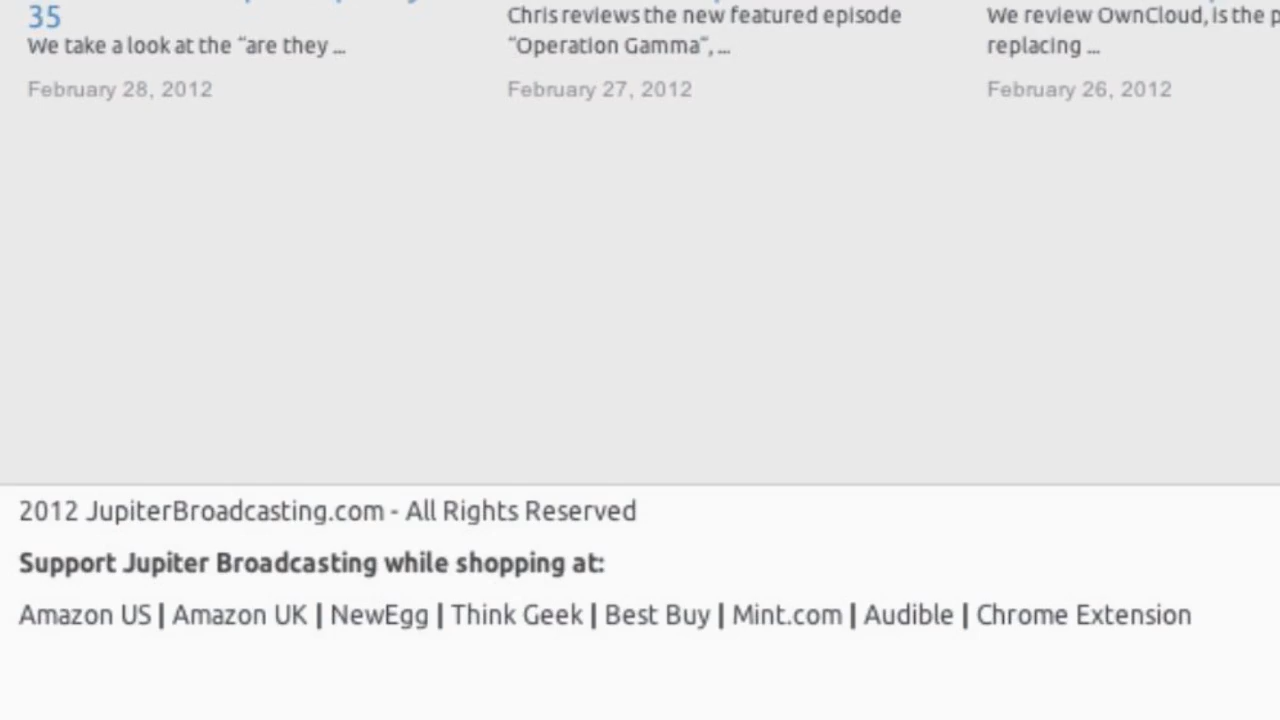 35
We take a look at the “are they ...
February 28, 2012
Chris reviews the new featured episode
“Operation Gamma“, ...
February 27, 2012
We review OwnCloud, is the
replacing ...
February 26, 2012
2012 JupiterBroadcasting.com - All Rights Reserved
Support Jupiter Broadcasting while shopping at:
Amazon US | Amazon UK | NewEgg | Think Geek | Best Buy | Mint.com | Audible | Chrome Extension